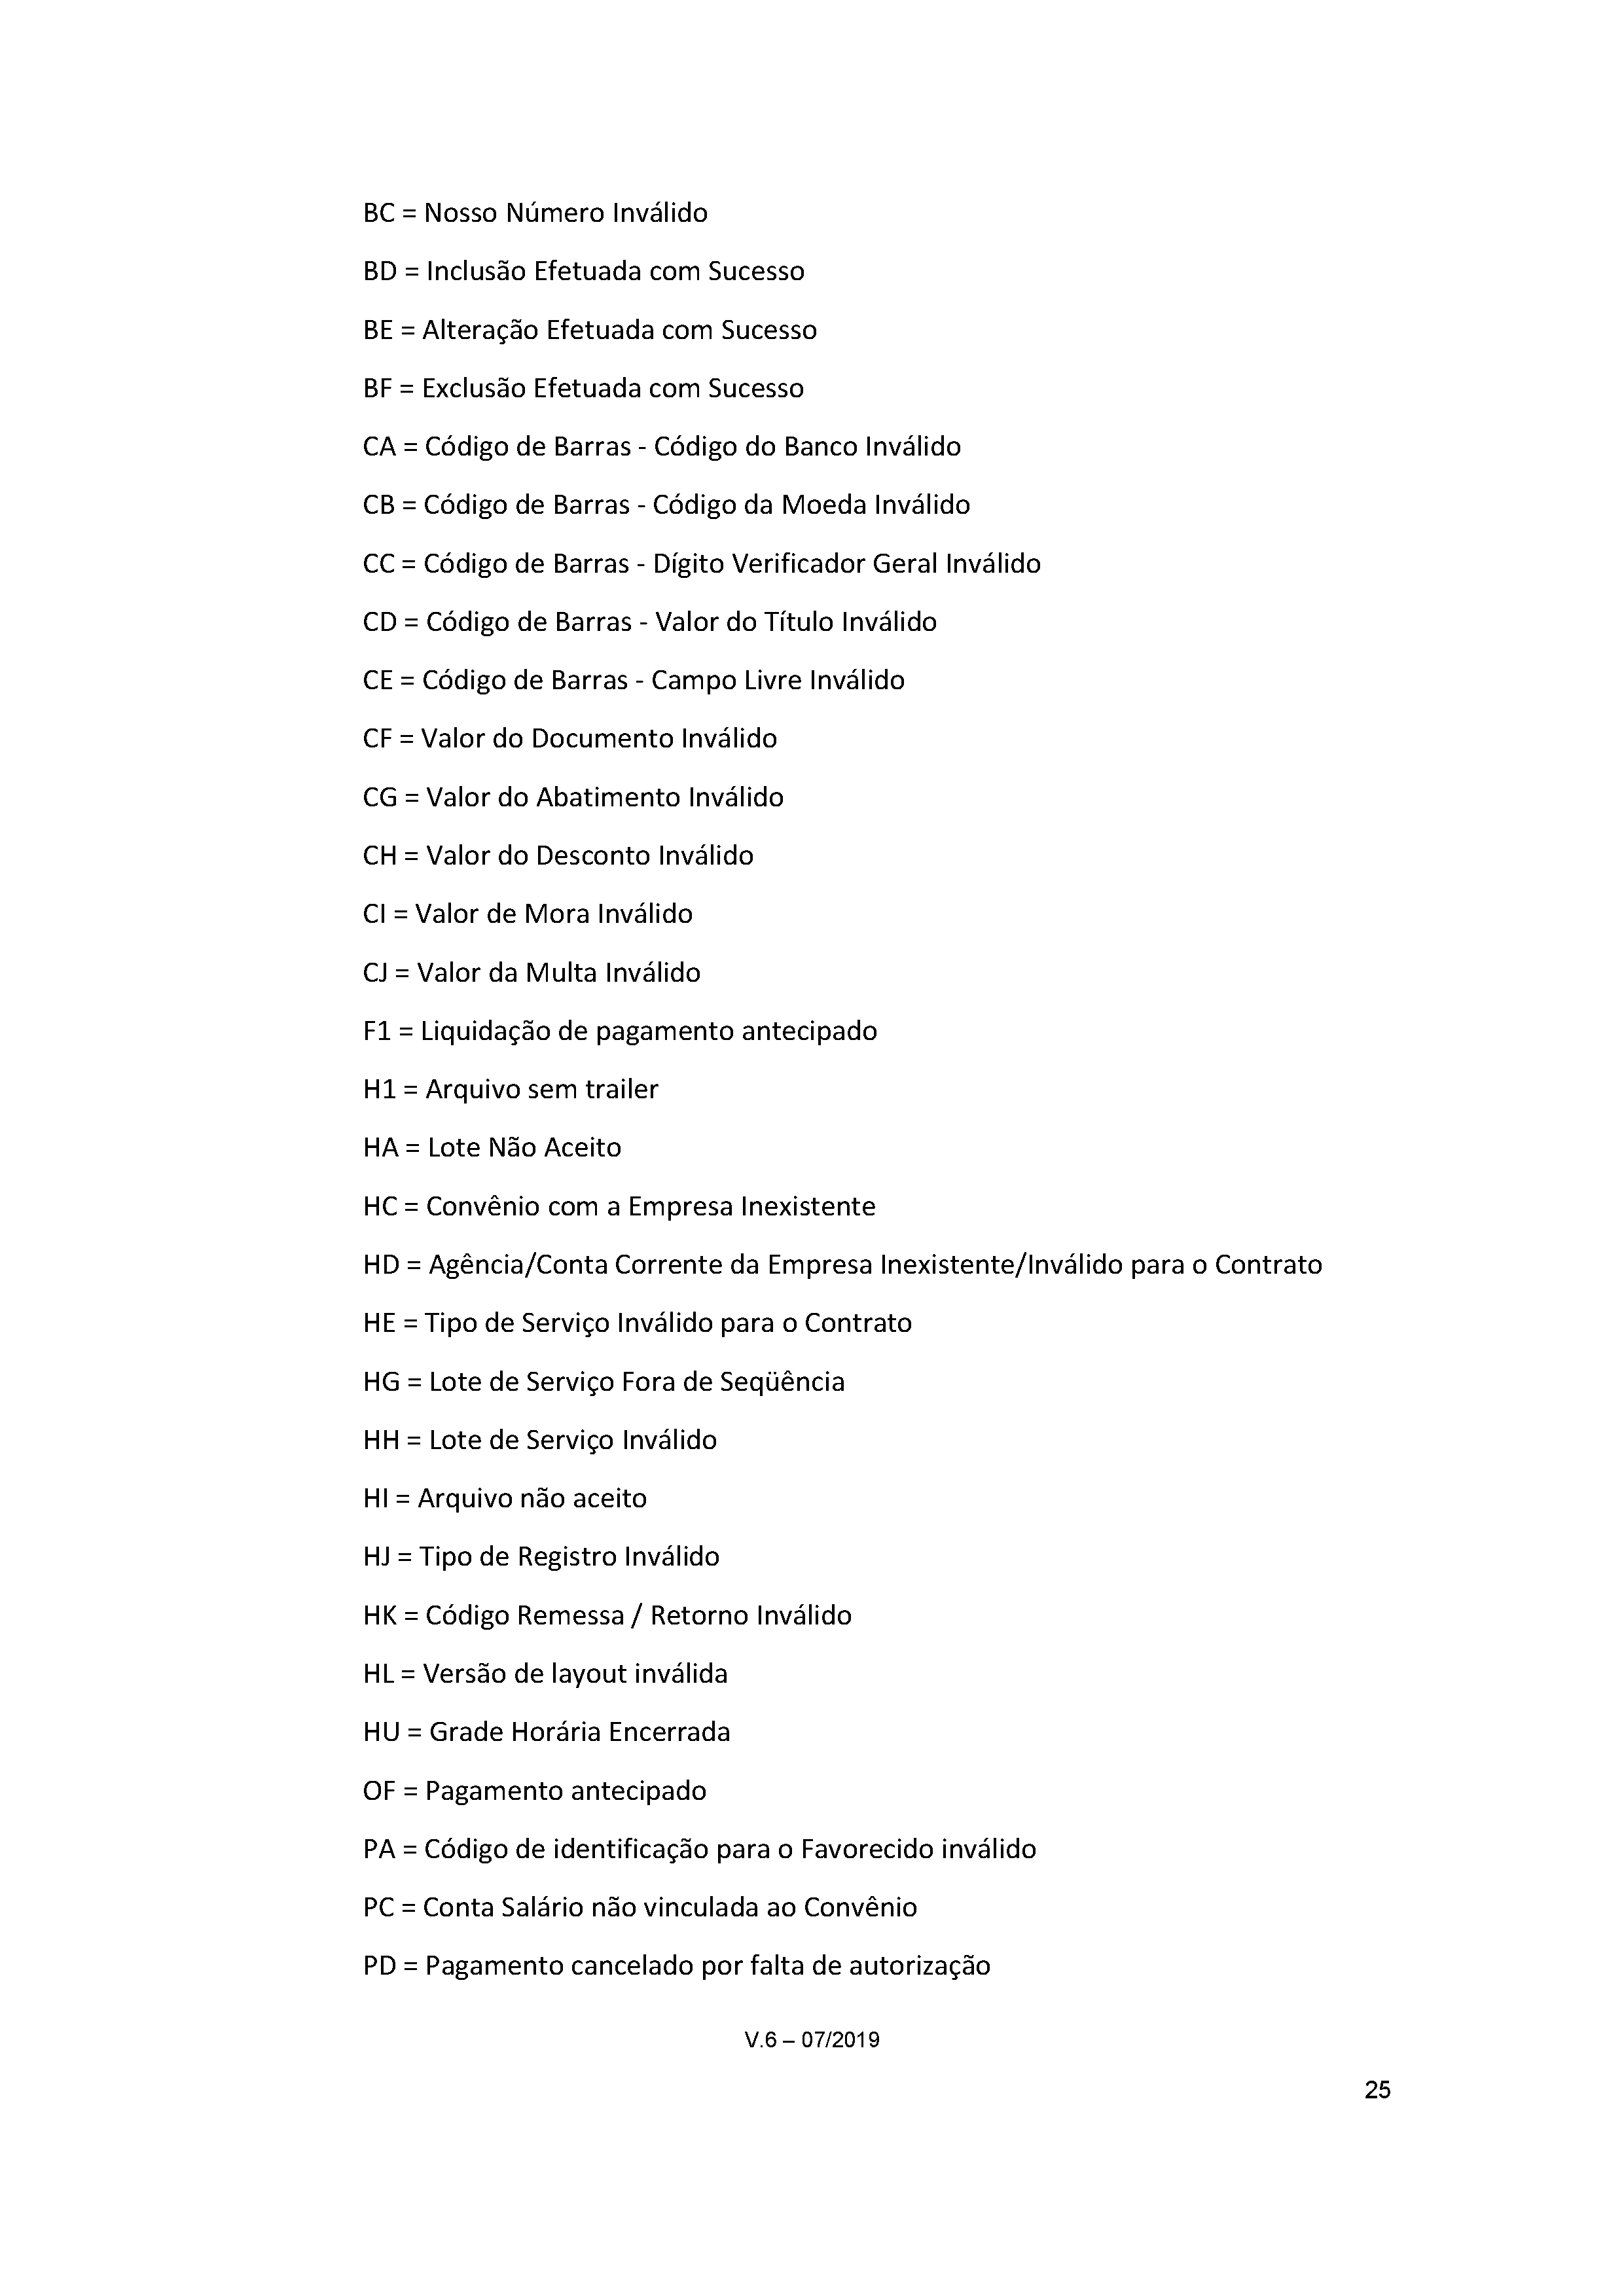 BC = Nosso Número Inválido
BD = Inclusão Efetuada com Sucesso
BE = Alteração Efetuada com Sucesso
BF = Exclusão Efetuada com Sucesso
CA = Código de Barras - Código do Banco Inválido
CB = Código de Barras - Código da Moeda Inválido
CC = Código de Barras - Dígito Verificador Geral Inválido
CD = Código de Barras - Valor do Título Inválido
CE = Código de Barras - Campo Livre Inválido
CF = Valor do Documento Inválido
CG = Valor do Abatimento Inválido
CH = Valor do Desconto Inválido
CI = Valor de Mora Inválido
CJ = Valor da Multa Inválido
F1 = Liquidação de pagamento antecipado
H1 = Arquivo sem trailer
HA = Lote Não Aceito
HC = Convênio com a Empresa Inexistente
HD = Agência/Conta Corrente da Empresa Inexistente/Inválido para o Contrato
HE = Tipo de Serviço Inválido para o Contrato
HG = Lote de Serviço Fora de Seqüência
HH = Lote de Serviço Inválido
HI = Arquivo não aceito
HJ = Tipo de Registro Inválido
HK = Código Remessa / Retorno Inválido
HL = Versão de layout inválida
HU = Grade Horária Encerrada
OF = Pagamento antecipado
PA = Código de identificação para o Favorecido inválido
PC = Conta Salário não vinculada ao Convênio
PD = Pagamento cancelado por falta de autorização
V.6 – 07/2019
25